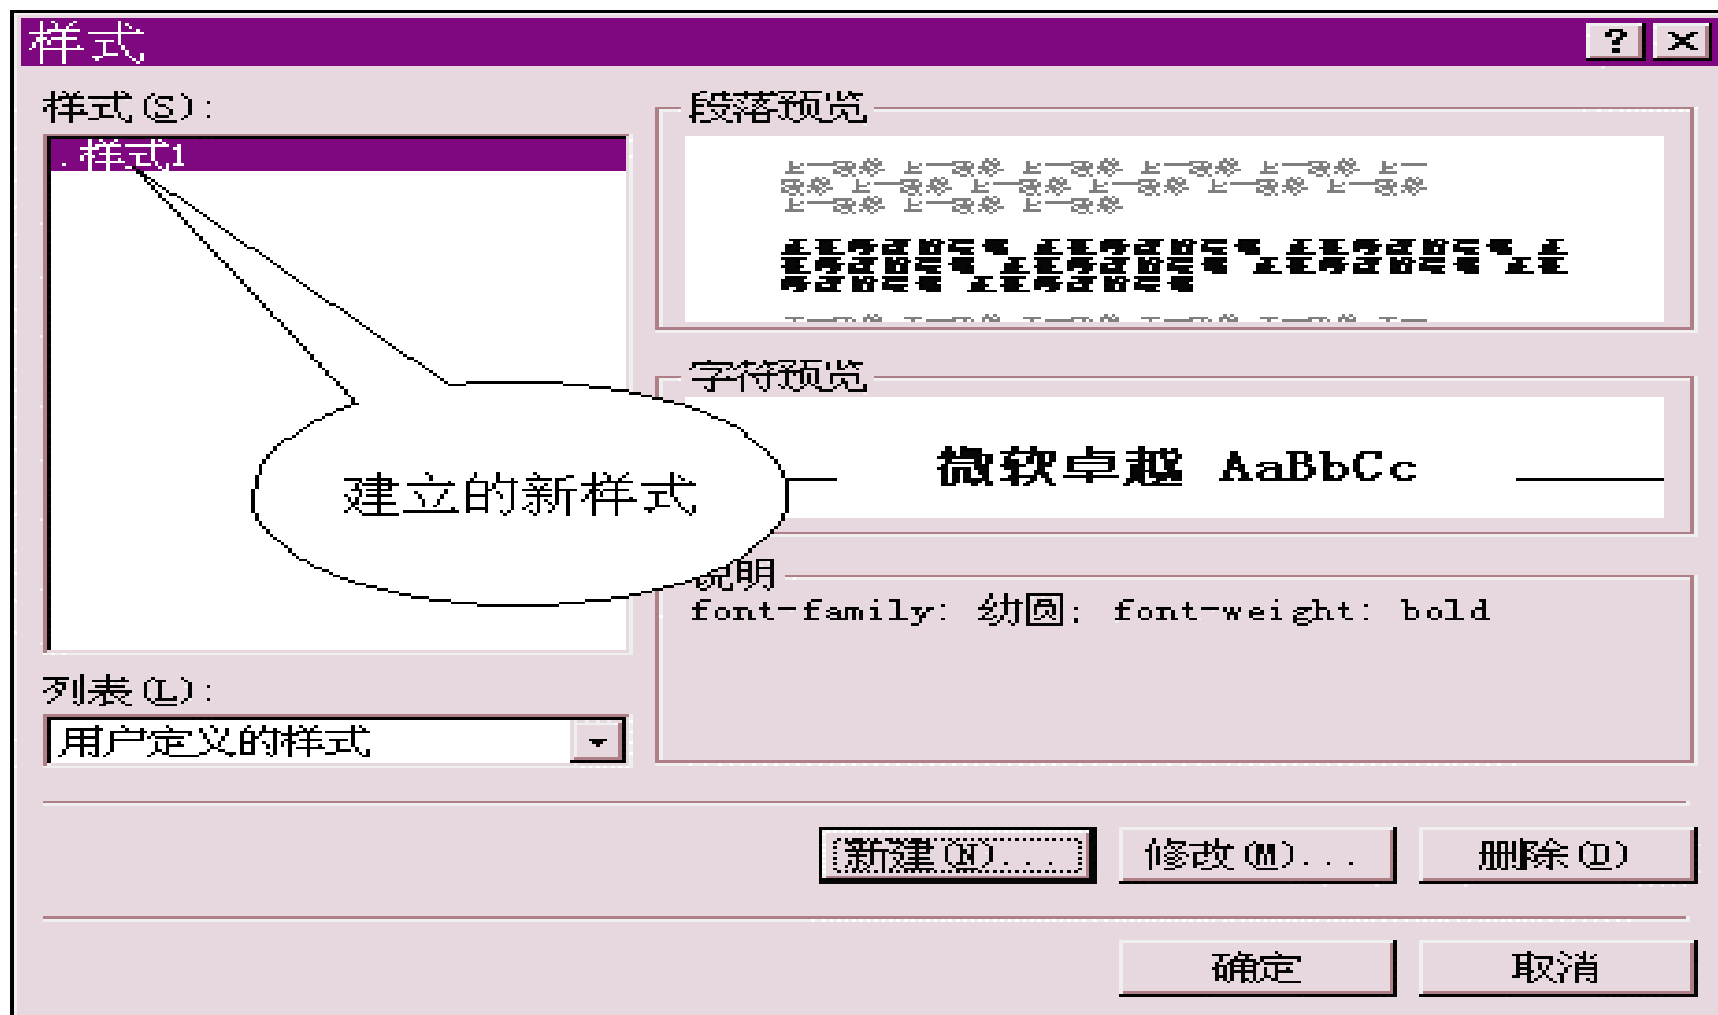 样式
样式(S):
段落预览
.样式1
字符预览
微软卓越 AaBbCc
建立的新样式
说明
font-family: 幼圆; font-weight: bold
列表(L):
用户定义的样式
新建(N)...
修改(M)...
删除(D)
确定
取消